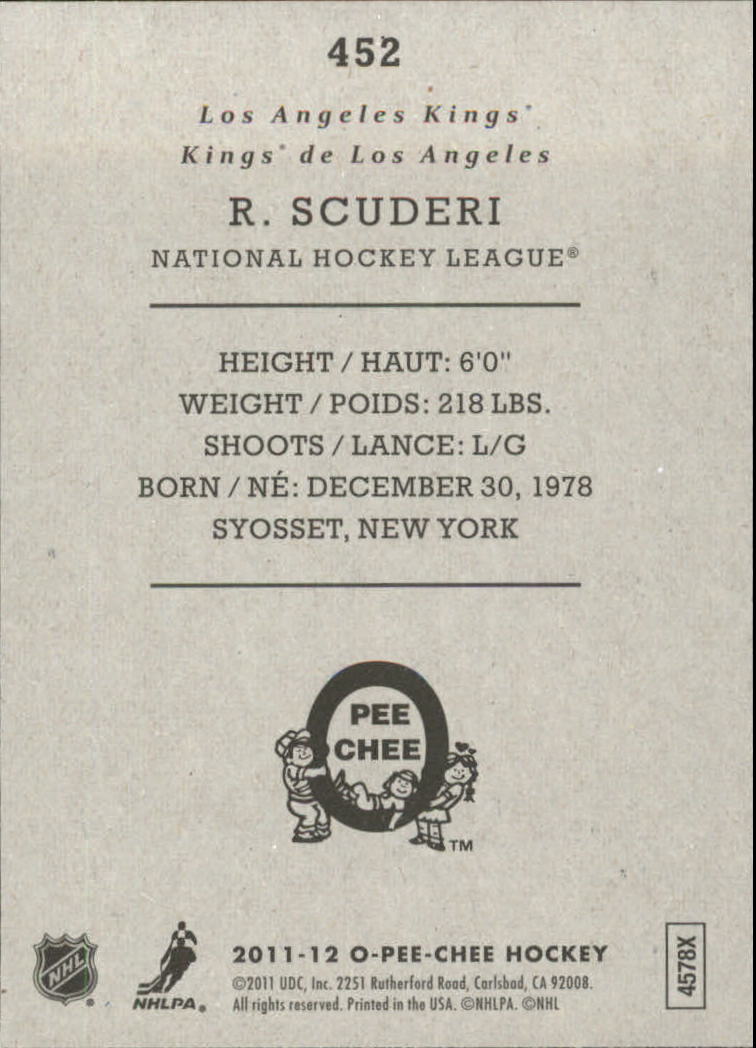 452
Los Angeles Kings*
Kings* de Los Angeles
R. SCUDERI
NATIONAL HOCKEY LEAGUE®
HEIGHT / HAUT: 6'0"
WEIGHT / POIDS: 218 LBS.
SHOOTS / LANCE: L/G
BORN / NÉ: DECEMBER 30, 1978
SYOSSET, NEW YORK
O
PEE
CHEE
TM
NHL
NHLPA®
2011-12 O-PEE-CHEE HOCKEY
©2011 UDC, Inc. 2251 Rutherford Road, Carlsbad, CA 92008.
All rights reserved. Printed in the USA. ©NHLPA. ©NHL
4578X